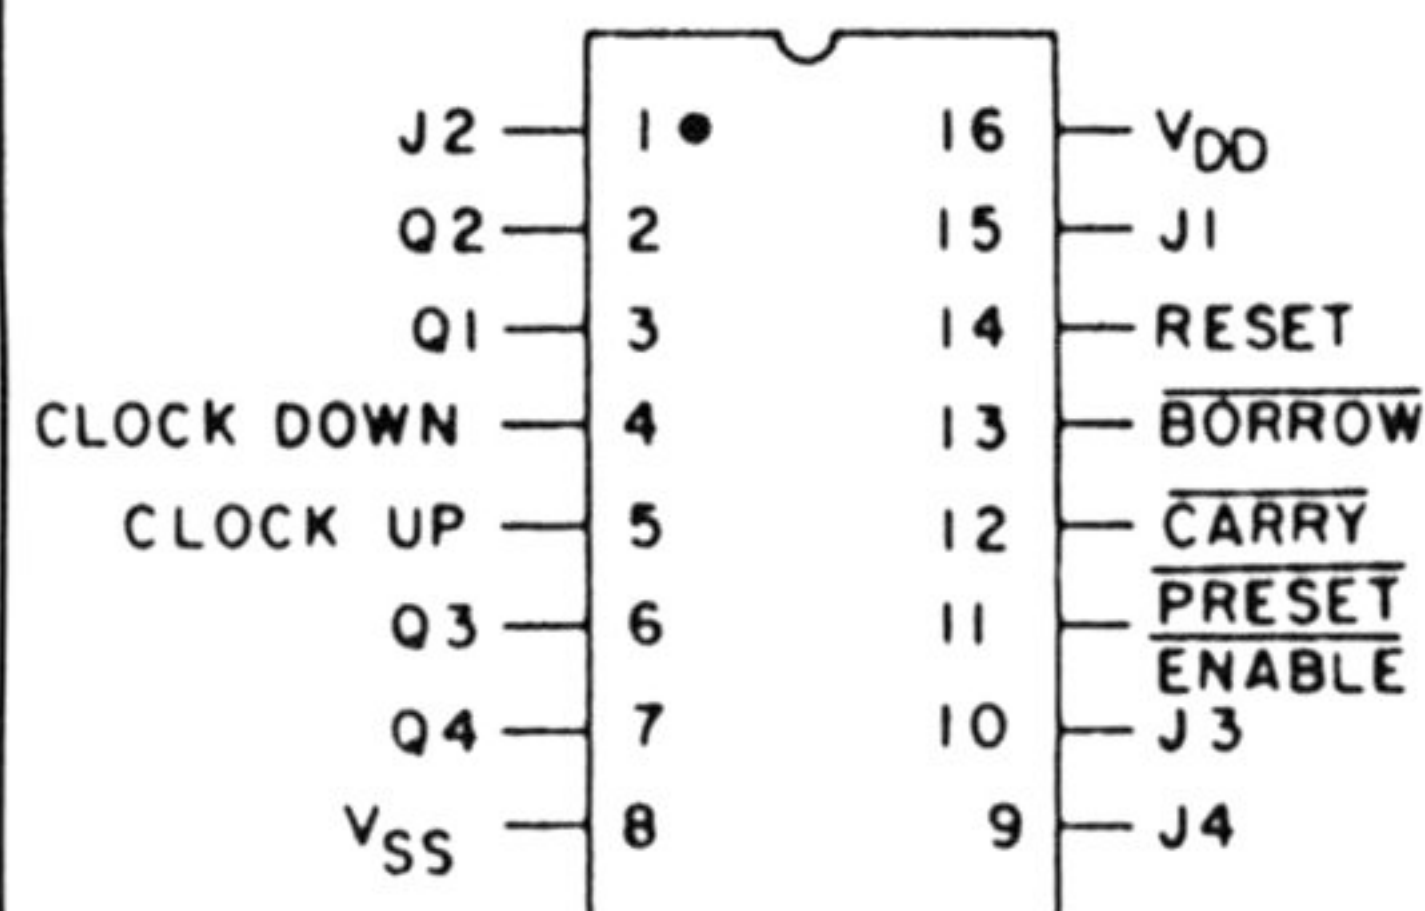 J2 1 16 VDD
Q2 2 15 J1
Q1 3 14 RESET
CLOCK DOWN 4 13 BORROW
CLOCK UP 5 12 CARRY
PRESET
Q3 6 11
ENABLE
Q4 7 10 J3
VSS 8 9 J4